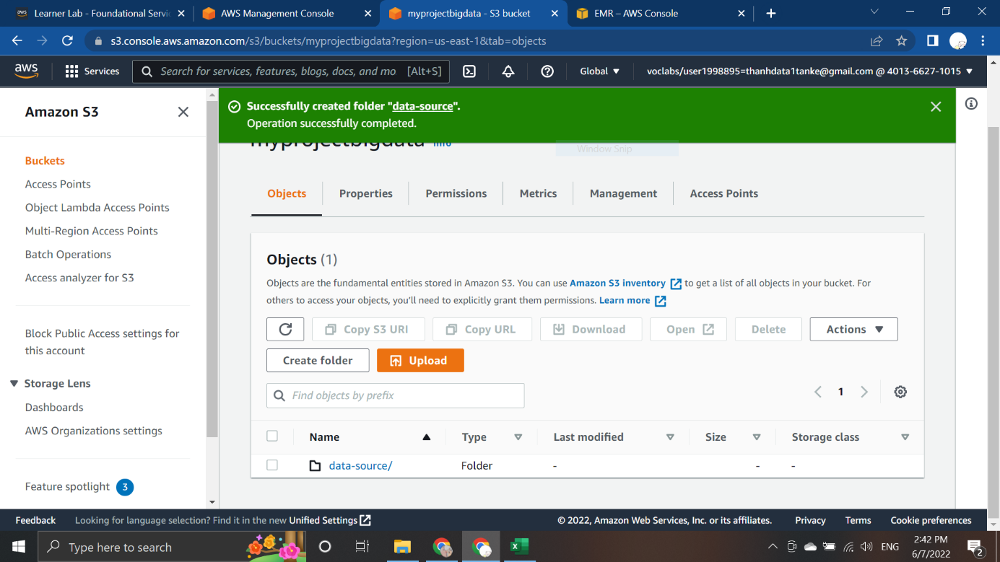 aws Learner Lab - Foundational Servic
AWS Management Console
myprojectbigdata - S3 bucket
EMR – AWS Console
s3.console.aws.amazon.com/s3/buckets/myprojectbigdata?region=us-east-1&tab=objects
aws
Services
Search for services, features, blogs, docs, and mo [Alt+S]
Global
voclabs/user1998895=thanhdata1tanke@gmail.com @ 4013-6627-1015
Amazon S3
Buckets
Access Points
Object Lambda Access Points
Multi-Region Access Points
Batch Operations
Access analyzer for S3
Block Public Access settings for
this account
Storage Lens
Dashboards
AWS Organizations settings
Feature spotlight 3
Successfully created folder "data-source".
Operation successfully completed.
myprojectbigdata Info
Window Snip
Objects Properties Permissions Metrics Management Access Points
Objects (1)
Objects are the fundamental entities stored in Amazon S3. You can use Amazon S3 inventory to get a list of all objects in your bucket. For
others to access your objects, you'll need to explicitly grant them permissions. Learn more
Copy S3 URI Copy URL Download Open Delete Actions
Create folder Upload
Find objects by prefix
1
Name Type Last modified Size Storage class
data-source/ Folder - - -
Feedback Looking for language selection? Find it in the new Unified Settings © 2022, Amazon Web Services, Inc. or its affiliates. Privacy Terms Cookie preferences
Type here to search
ENG
2:42 PM
6/7/2022
2